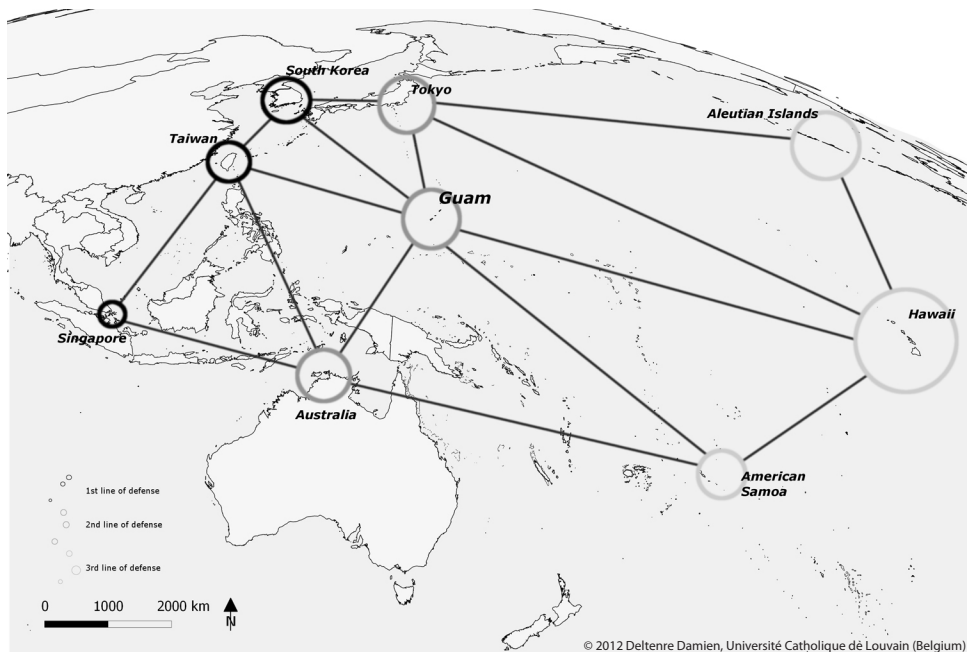 South Korea
Tokyo
Aleutian Islands
Taiwan
Guam
Hawaii
Singapore
Australia
American
Samoa
1st line of defense
2nd line of defense
3rd line of defense
0 1000 2000 km
N
© 2012 Deltenre Damien, Université Catholique de Louvain (Belgium)